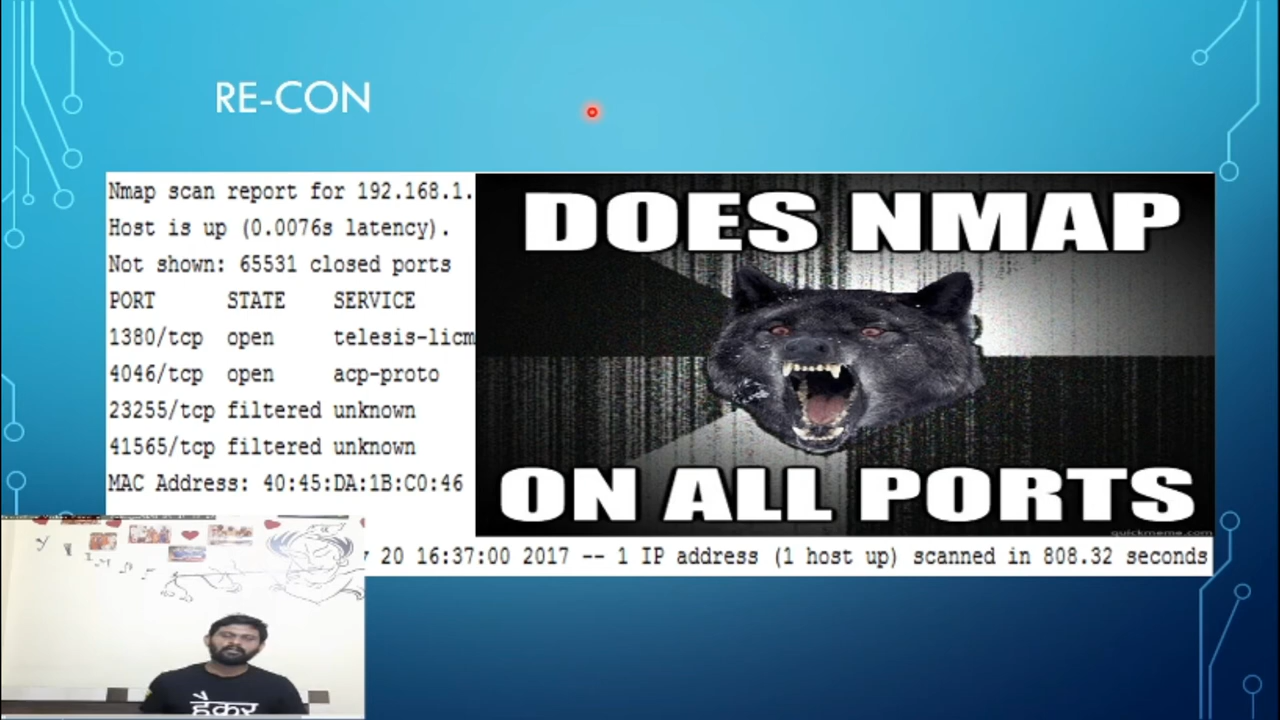 RE-CON
Nmap scan report for 192.168.1.
Host is up (0.0076s latency).
Not shown: 65531 closed ports
PORT STATE SERVICE
1380/tcp open telesis-licm
4046/tcp open acp-proto
23255/tcp filtered unknown
41565/tcp filtered unknown
MAC Address: 40:45:DA:1B:C0:46
DOES NMAP
ON ALL PORTS
quickmeme.com
20 16:37:00 2017 -- 1 IP address (1 host up) scanned in 808.32 seconds
हैकर